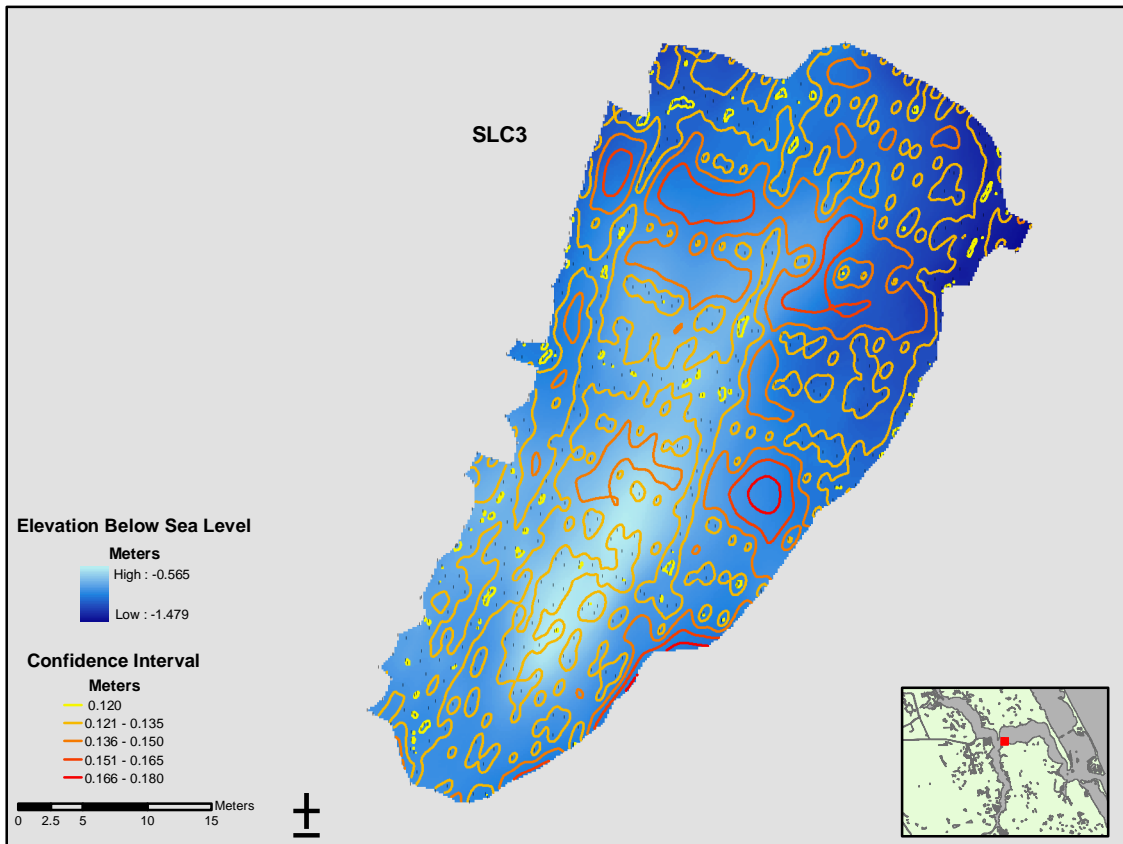 SLC3
Elevation Below Sea Level
Meters
High : -0.565
Low : -1.479
Confidence Interval
Meters
0.120
0.121 - 0.135
0.136 - 0.150
0.151 - 0.165
0.166 - 0.180
Meters
0 2.5 5 10 15